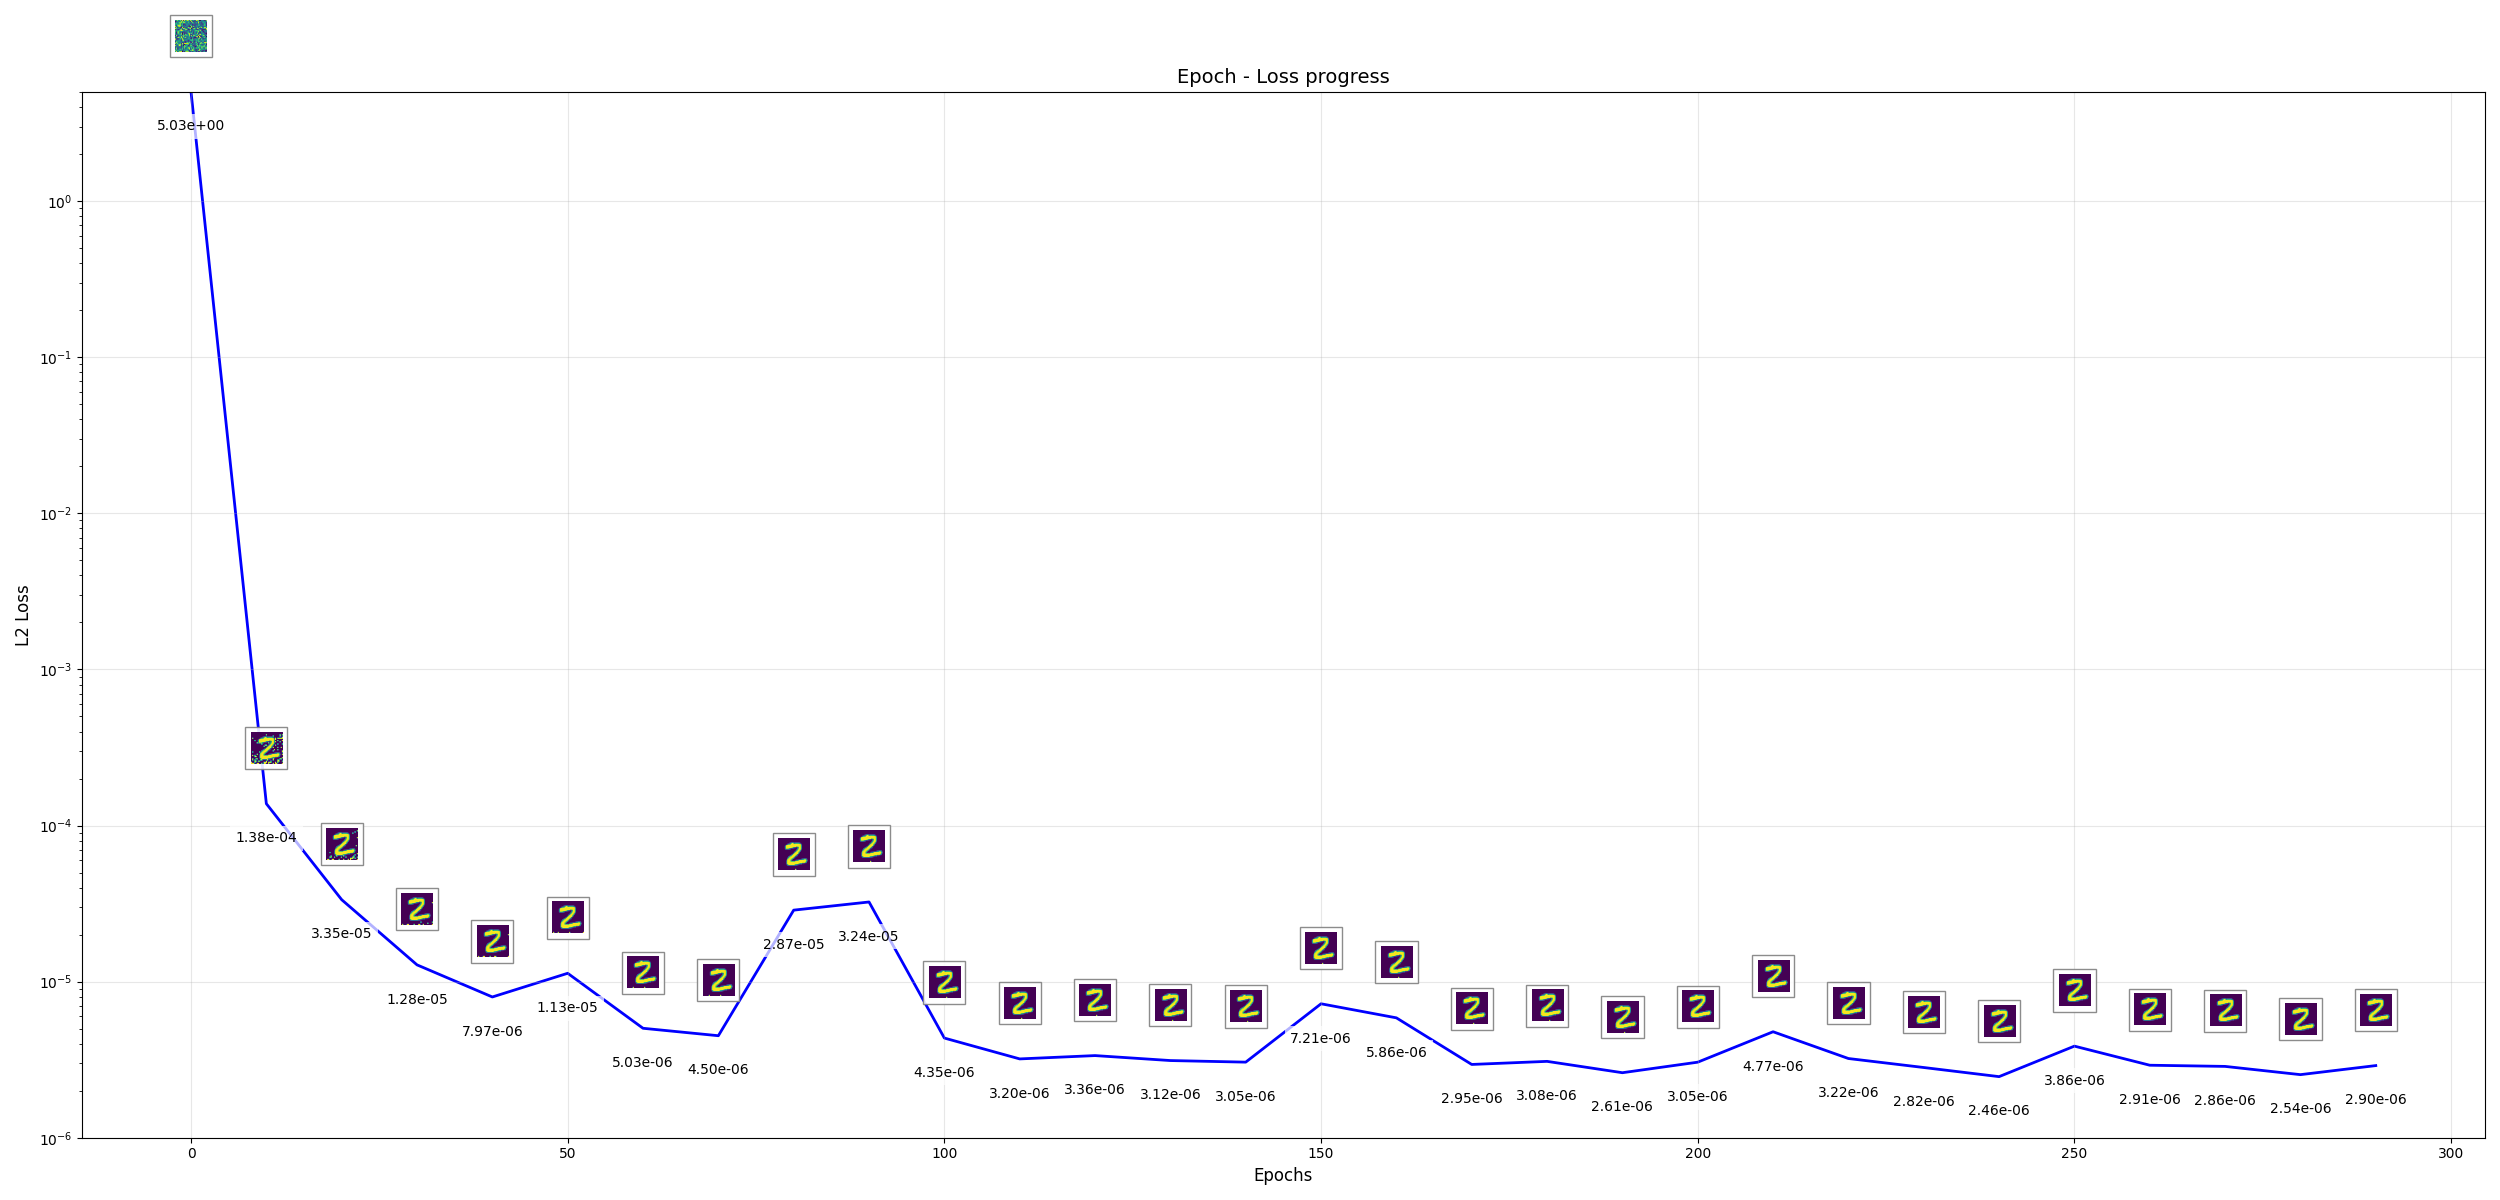 Epoch - Loss progress
5.03e+00
10⁰
10⁻¹
10⁻²
10⁻³
10⁻⁴
10⁻⁵
10⁻⁶
L2 Loss
1.38e-04
3.35e-05
1.28e-05
7.97e-06
1.13e-05
5.03e-06
4.50e-06
2.87e-05
3.24e-05
4.35e-06
3.20e-06
3.36e-06
3.12e-06
3.05e-06
7.21e-06
5.86e-06
2.95e-06
3.08e-06
2.61e-06
3.05e-06
4.77e-06
3.22e-06
2.82e-06
2.46e-06
3.86e-06
2.91e-06
2.86e-06
2.54e-06
2.90e-06
0 50 100 150 200 250 300
Epochs